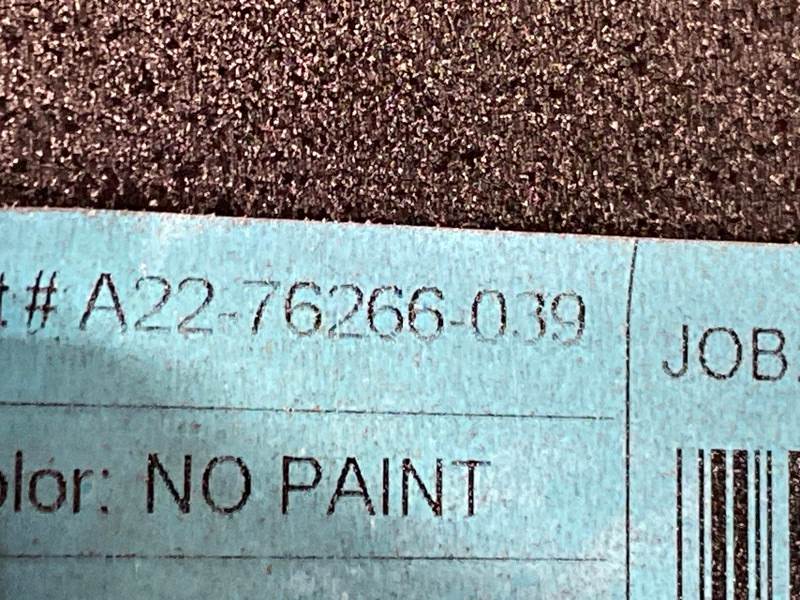 t# A22-76266-039
olor: NO PAINT
JOB.